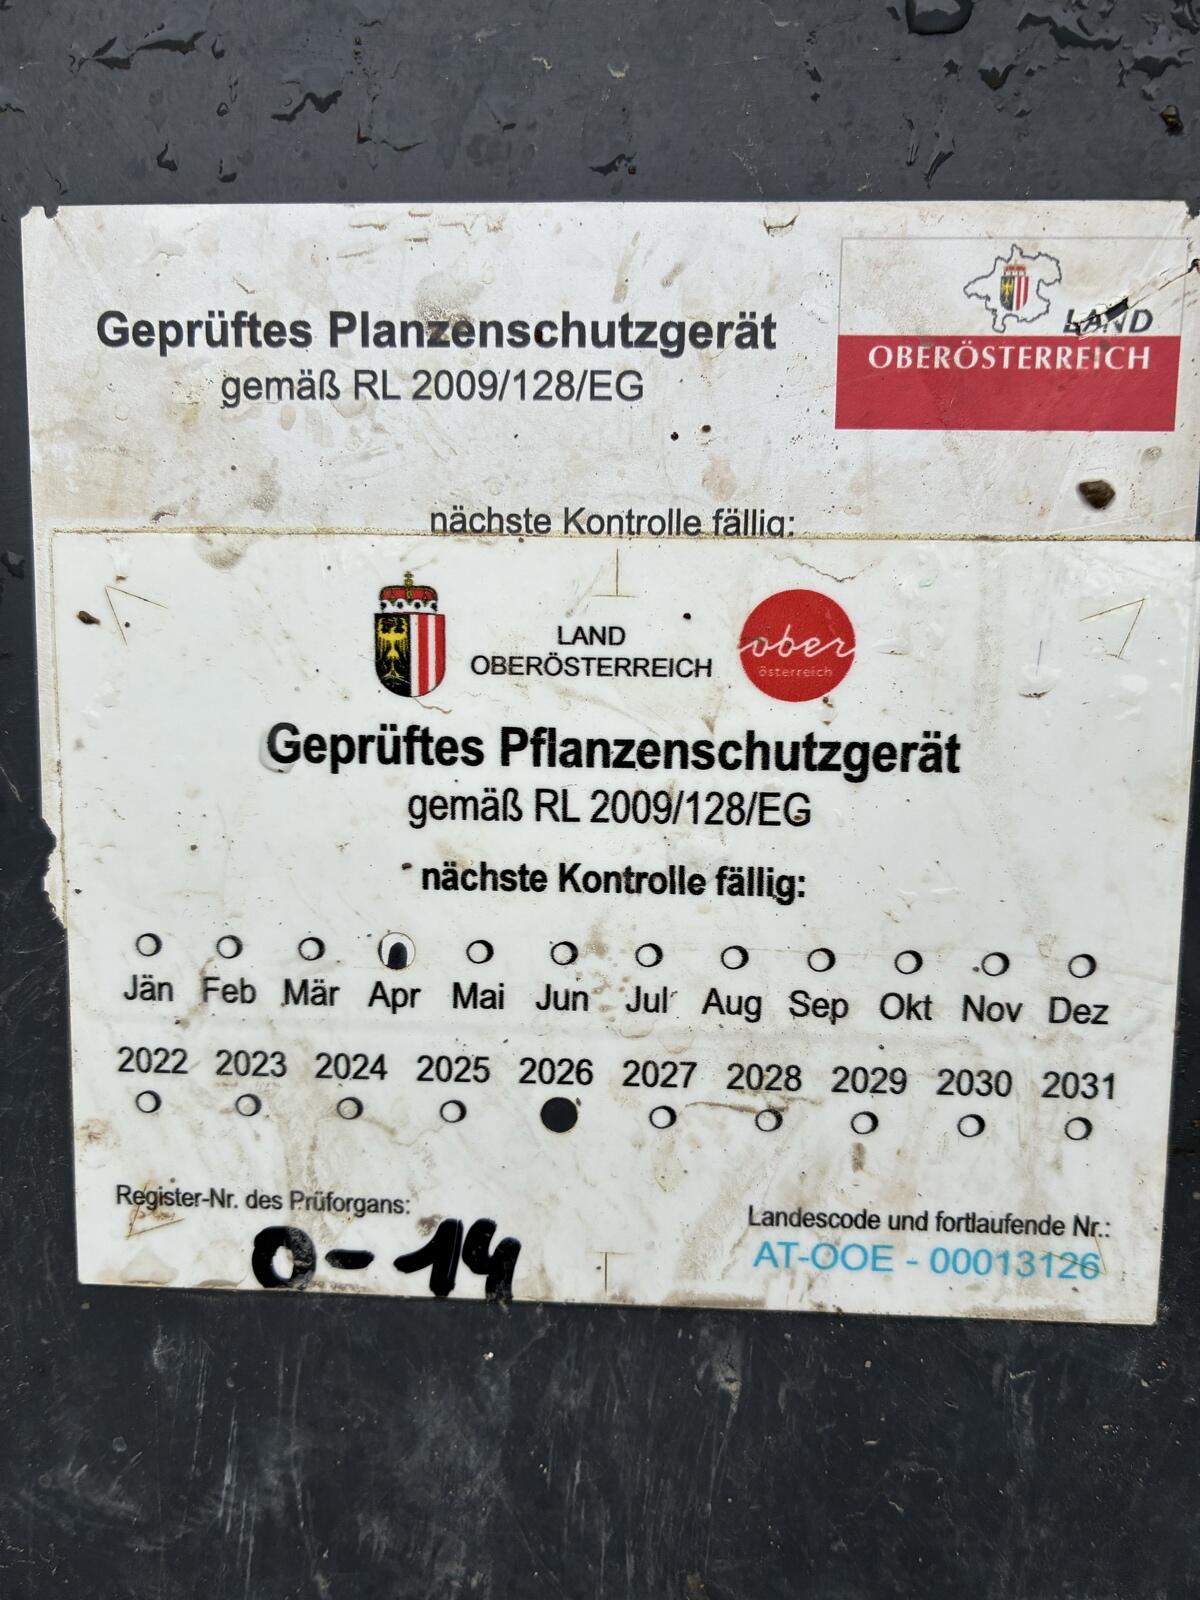 Geprüftes Planzenschutzgerät
gemäß RL 2009/128/EG
LAND
OBERÖSTERREICH
nächste Kontrolle fällig:
LAND
OBERÖSTERREICH
ober
österreich
Geprüftes Pflanzenschutzgerät
gemäß RL 2009/128/EG
nächste Kontrolle fällig:
Jän Feb Mär Apr Mai Jun Jul Aug Sep Okt Nov Dez
2022 2023 2024 2025 2026 2027 2028 2029 2030 2031
Register-Nr. des Prüforgans:
0-14
Landescode und fortlaufende Nr.:
AT-OOE - 00013126